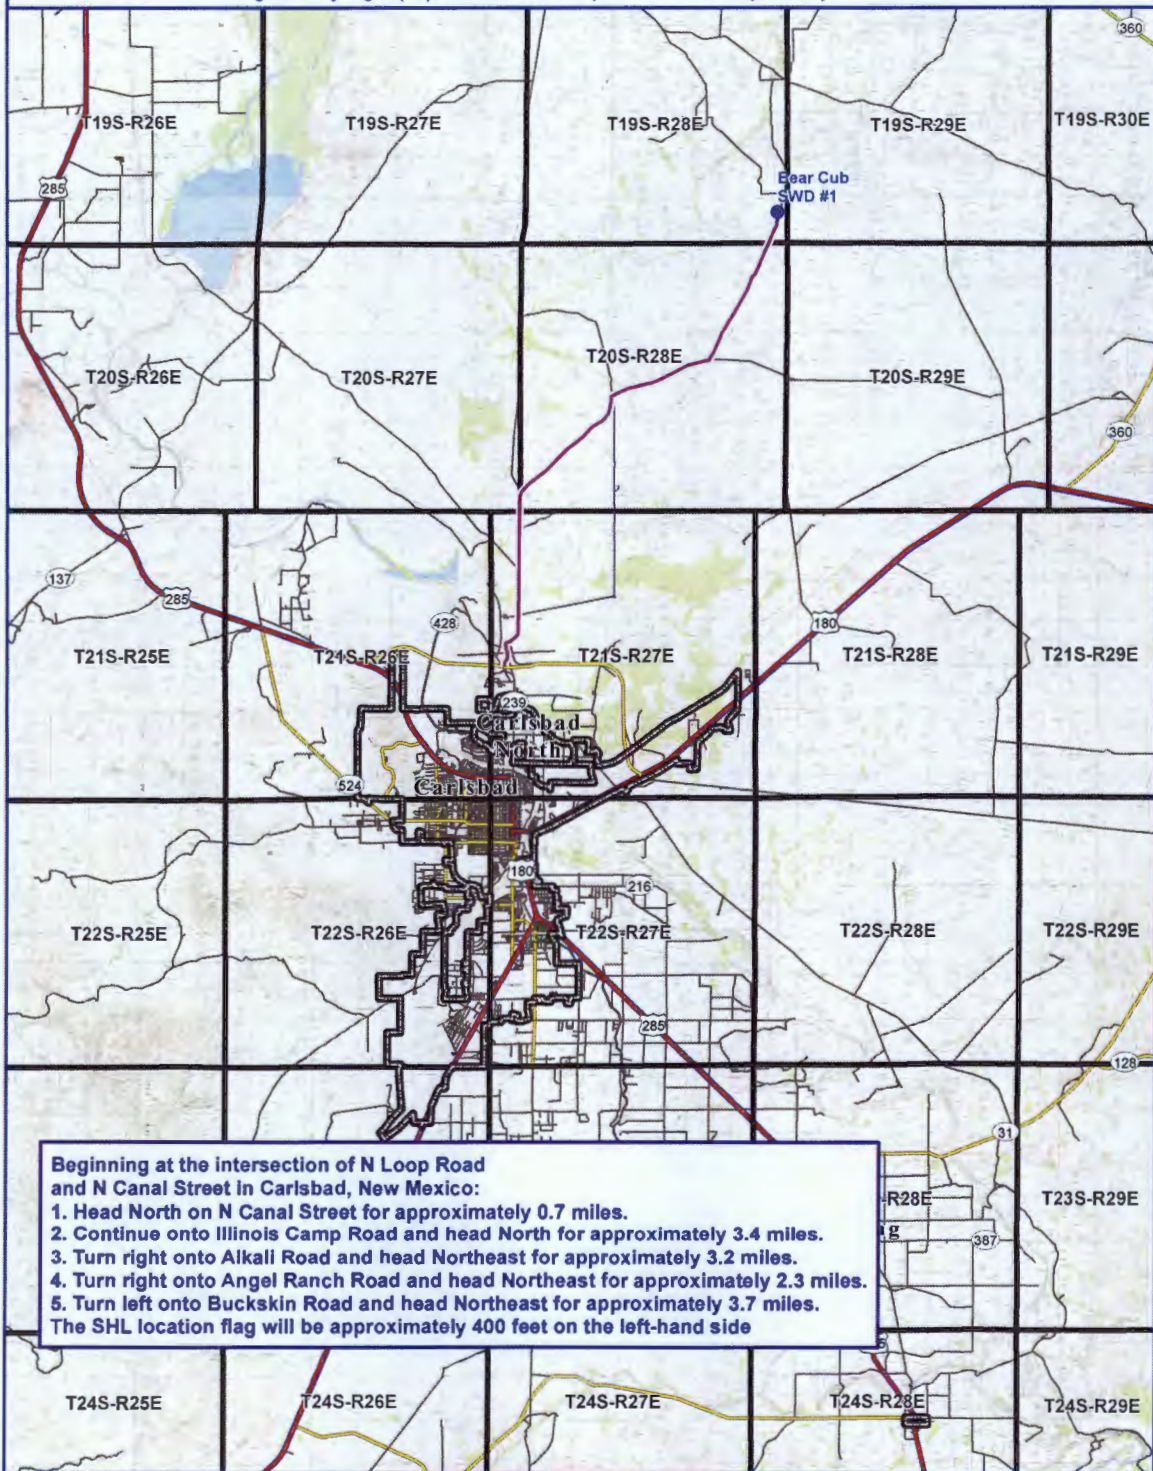 360
T19S-R26E
T19S-R27E
T19S-R28E
T19S-R29E
T19S-R30E
285
Bear Cub
SWD #1
T20S-R26E
T20S-R27E
T20S-R28E
T20S-R29E
360
137
285
428
180
T21S-R25E
T21S-R26E
T21S-R27E
T21S-R28E
T21S-R29E
239
Carlsbad
North
524
Carlsbad
180
216
T22S-R25E
T22S-R26E
T22S-R27E
T22S-R28E
T22S-R29E
285
128
31
Beginning at the intersection of N Loop Road
and N Canal Street in Carlsbad, New Mexico:
1. Head North on N Canal Street for approximately 0.7 miles.
2. Continue onto Illinois Camp Road and head North for approximately 3.4 miles.
3. Turn right onto Alkali Road and head Northeast for approximately 3.2 miles.
4. Turn right onto Angel Ranch Road and head Northeast for approximately 2.3 miles.
5. Turn left onto Buckskin Road and head Northeast for approximately 3.7 miles.
The SHL location flag will be approximately 400 feet on the left-hand side
-R28E
T23S-R29E
g
387
T24S-R25E
T24S-R26E
T24S-R27E
T24S-R28E
T24S-R29E